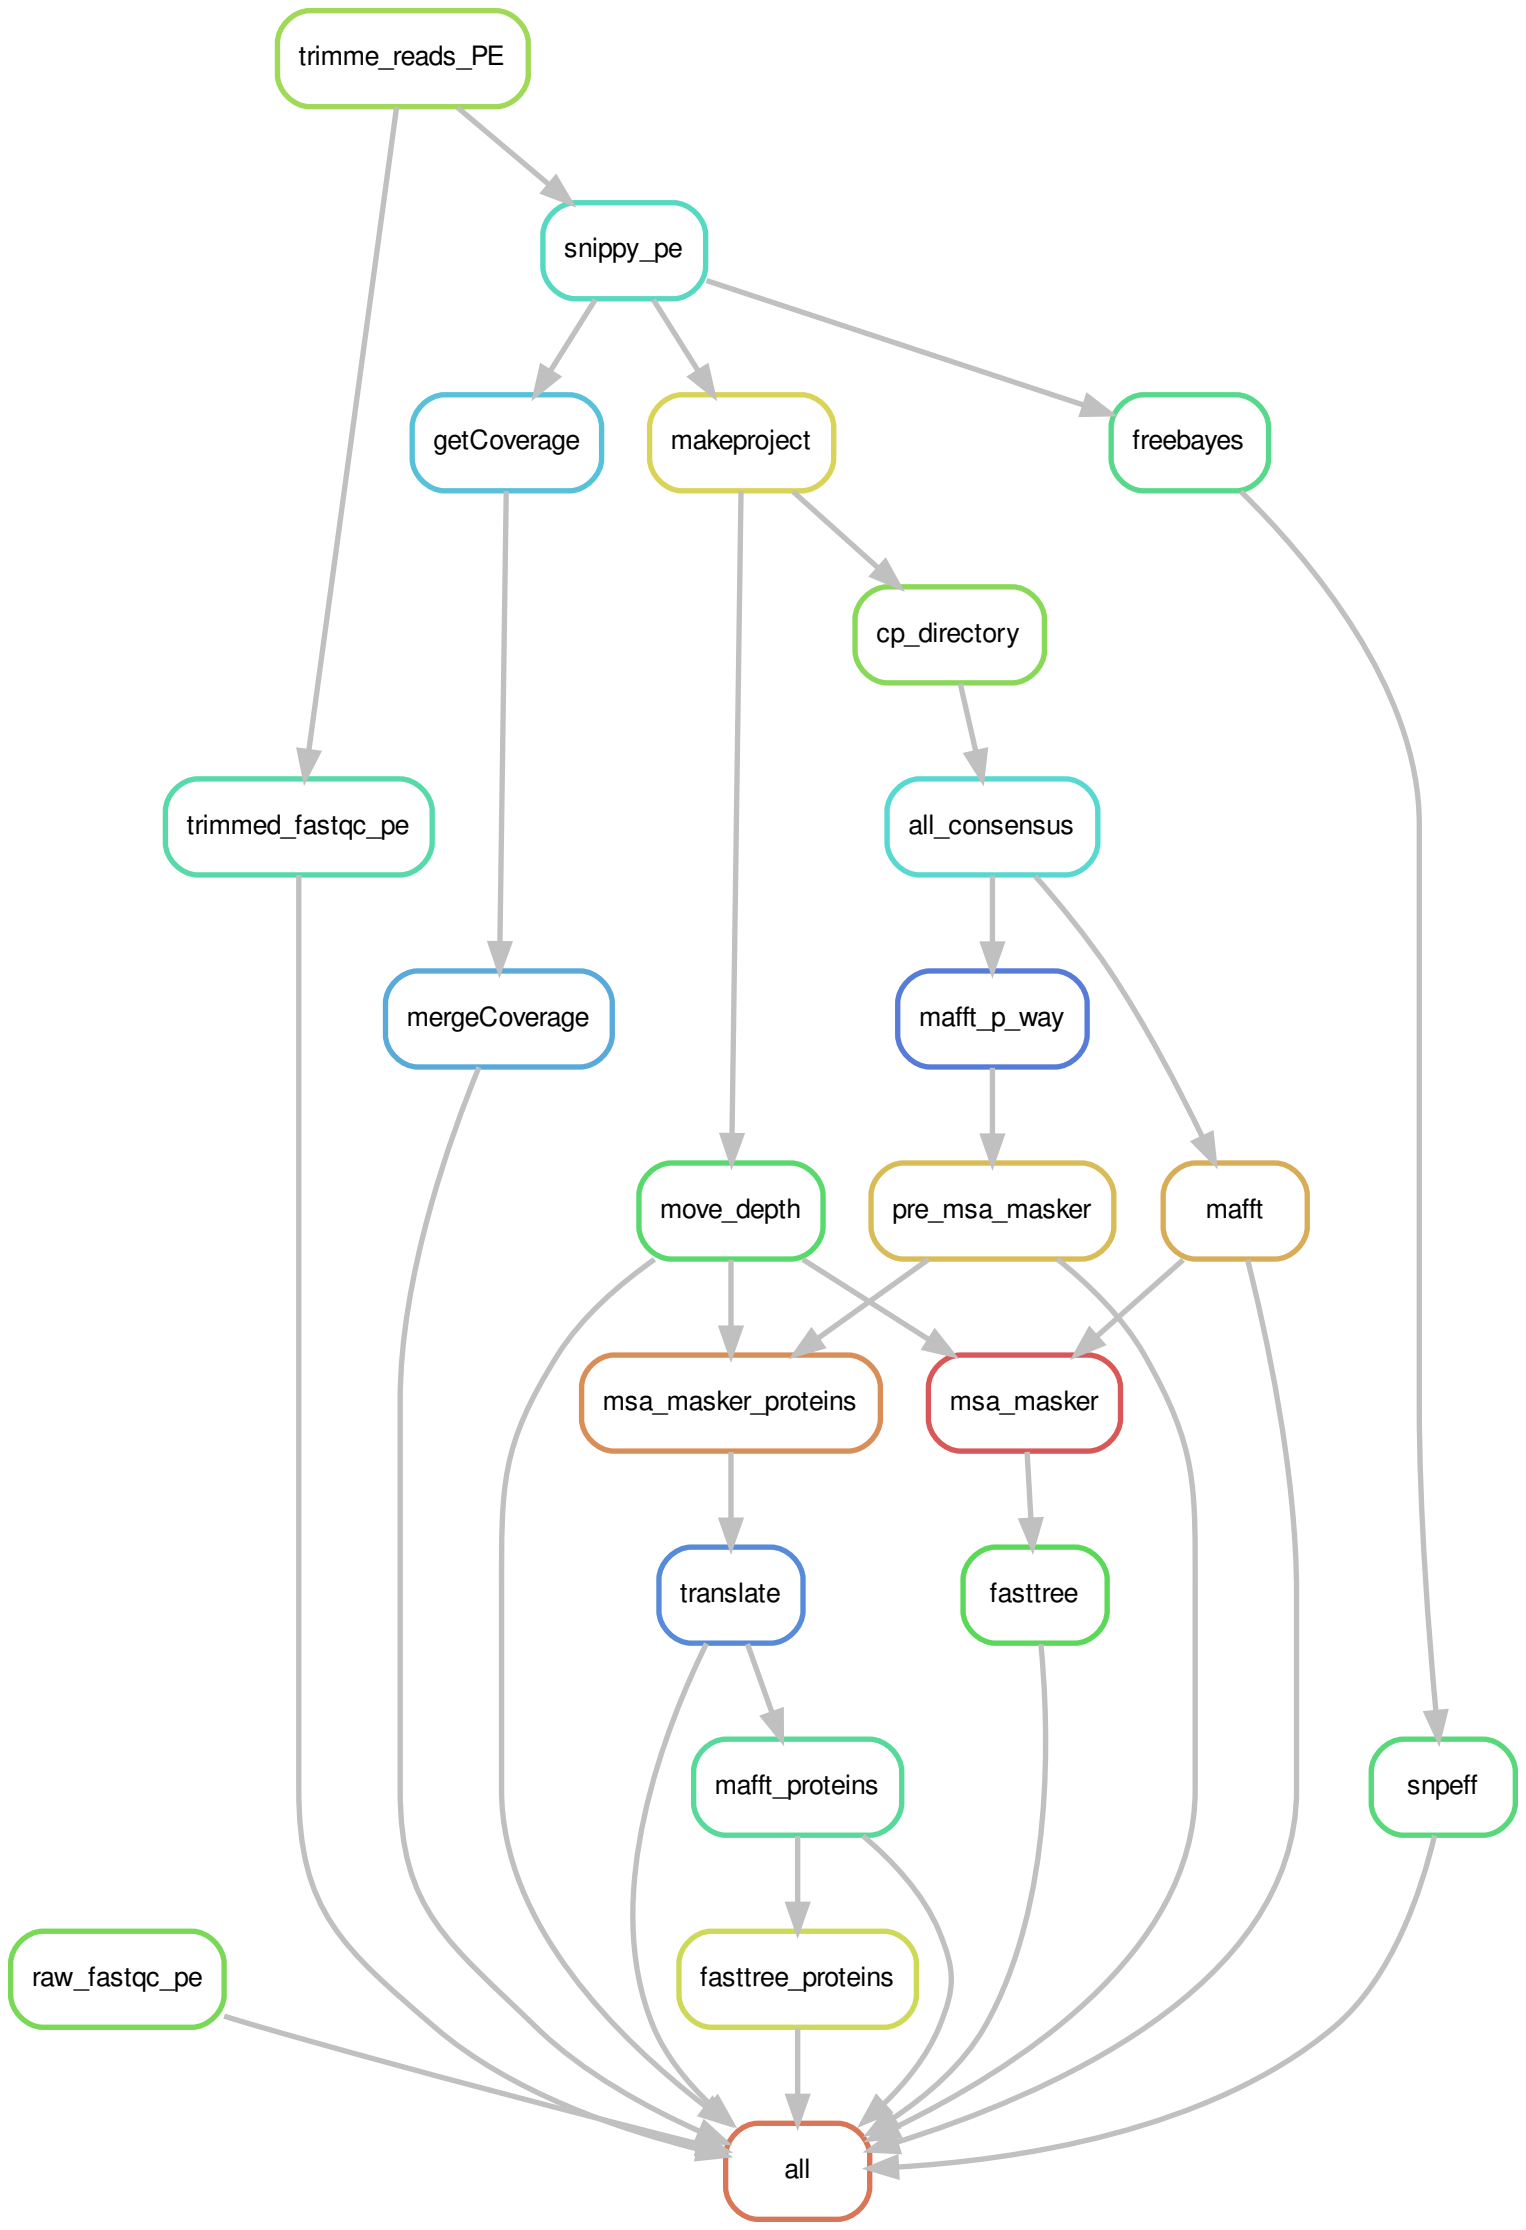 trimme_reads_PE
snippy_pe
getCoverage
makeproject
freebayes
cp_directory
trimmed_fastqc_pe
all_consensus
mergeCoverage
mafft_p_way
move_depth
pre_msa_masker
mafft
msa_masker_proteins
msa_masker
translate
fasttree
mafft_proteins
snpeff
raw_fastqc_pe
fasttree_proteins
all